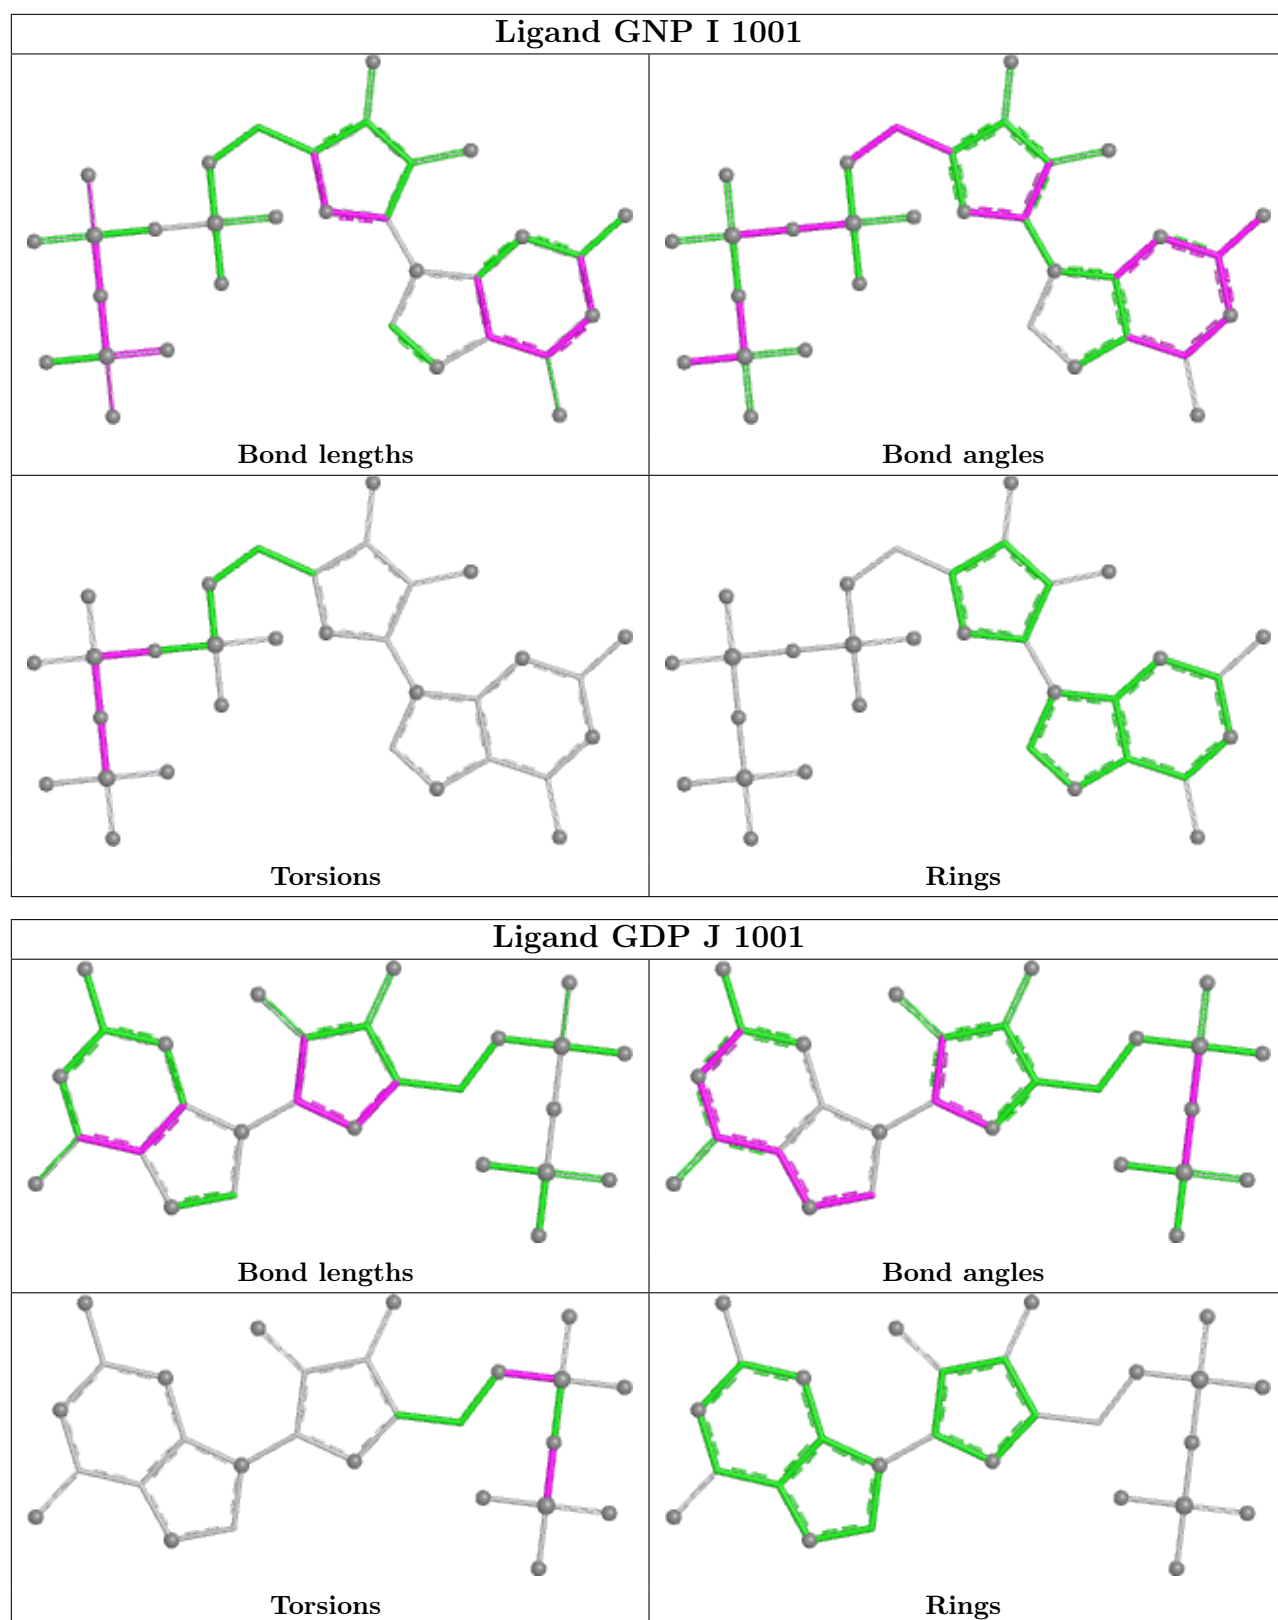 Ligand GNP I 1001
Bond lengths
Bond angles
Torsions
Rings
Ligand GDP J 1001
Bond lengths
Bond angles
Torsions
Rings